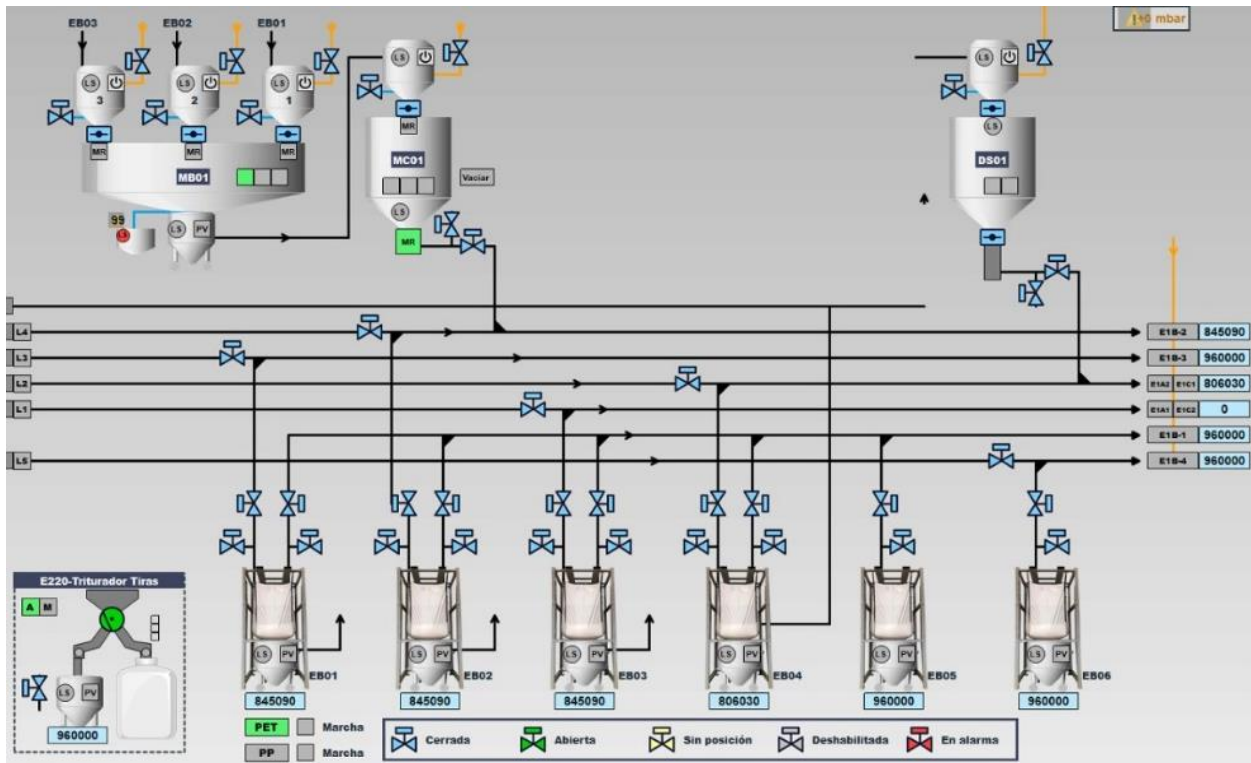 EB03
EB02
EB01
+0 mbar
LS
LS
LS
LS
LS
3
2
1
MR
MR
MR
MR
LS
MB01
MC01
DS01
Vaciar
99
LS
LS
PV
LS
MR
L4
E1B-2
845090
L3
E1B-3
960000
L2
E1A2
E1C1
806030
L1
E1A1
E1C2
0
E1B-1
960000
L5
E1B-4
960000
E220-Triturador Tiras
A
M
LS
PV
960000
LS
PV
EB01
LS
PV
EB02
LS
PV
EB03
LS
PV
EB04
LS
PV
EB05
LS
PV
EB06
845090
845090
845090
806030
960000
960000
PET
Marcha
PP
Marcha
Cerrada
Abierta
Sin posición
Deshabilitada
En alarma